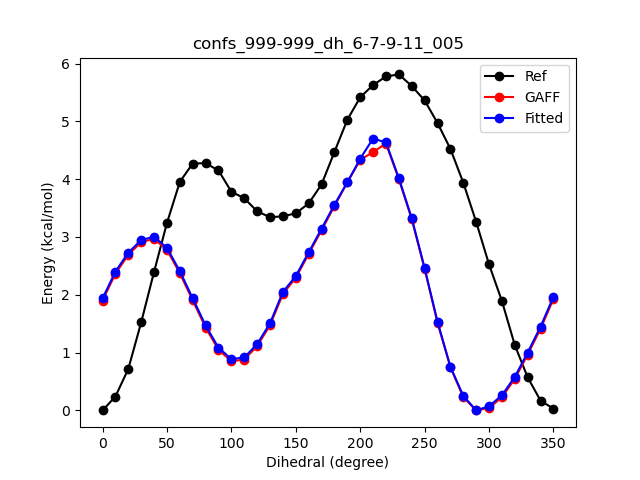 confs_999-999_dh_6-7-9-11_005
Energy (kcal/mol)
6
5
4
3
2
1
0
Ref
GAFF
Fitted
0 50 100 150 200 250 300 350
Dihedral (degree)